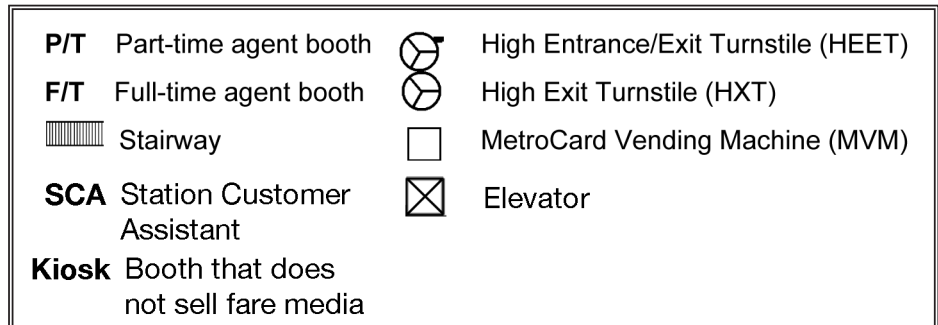 P/T Part-time agent booth
F/T Full-time agent booth
Stairway
SCA Station Customer
Assistant
Kiosk Booth that does
not sell fare media
High Entrance/Exit Turnstile (HEET)
High Exit Turnstile (HXT)
MetroCard Vending Machine (MVM)
Elevator